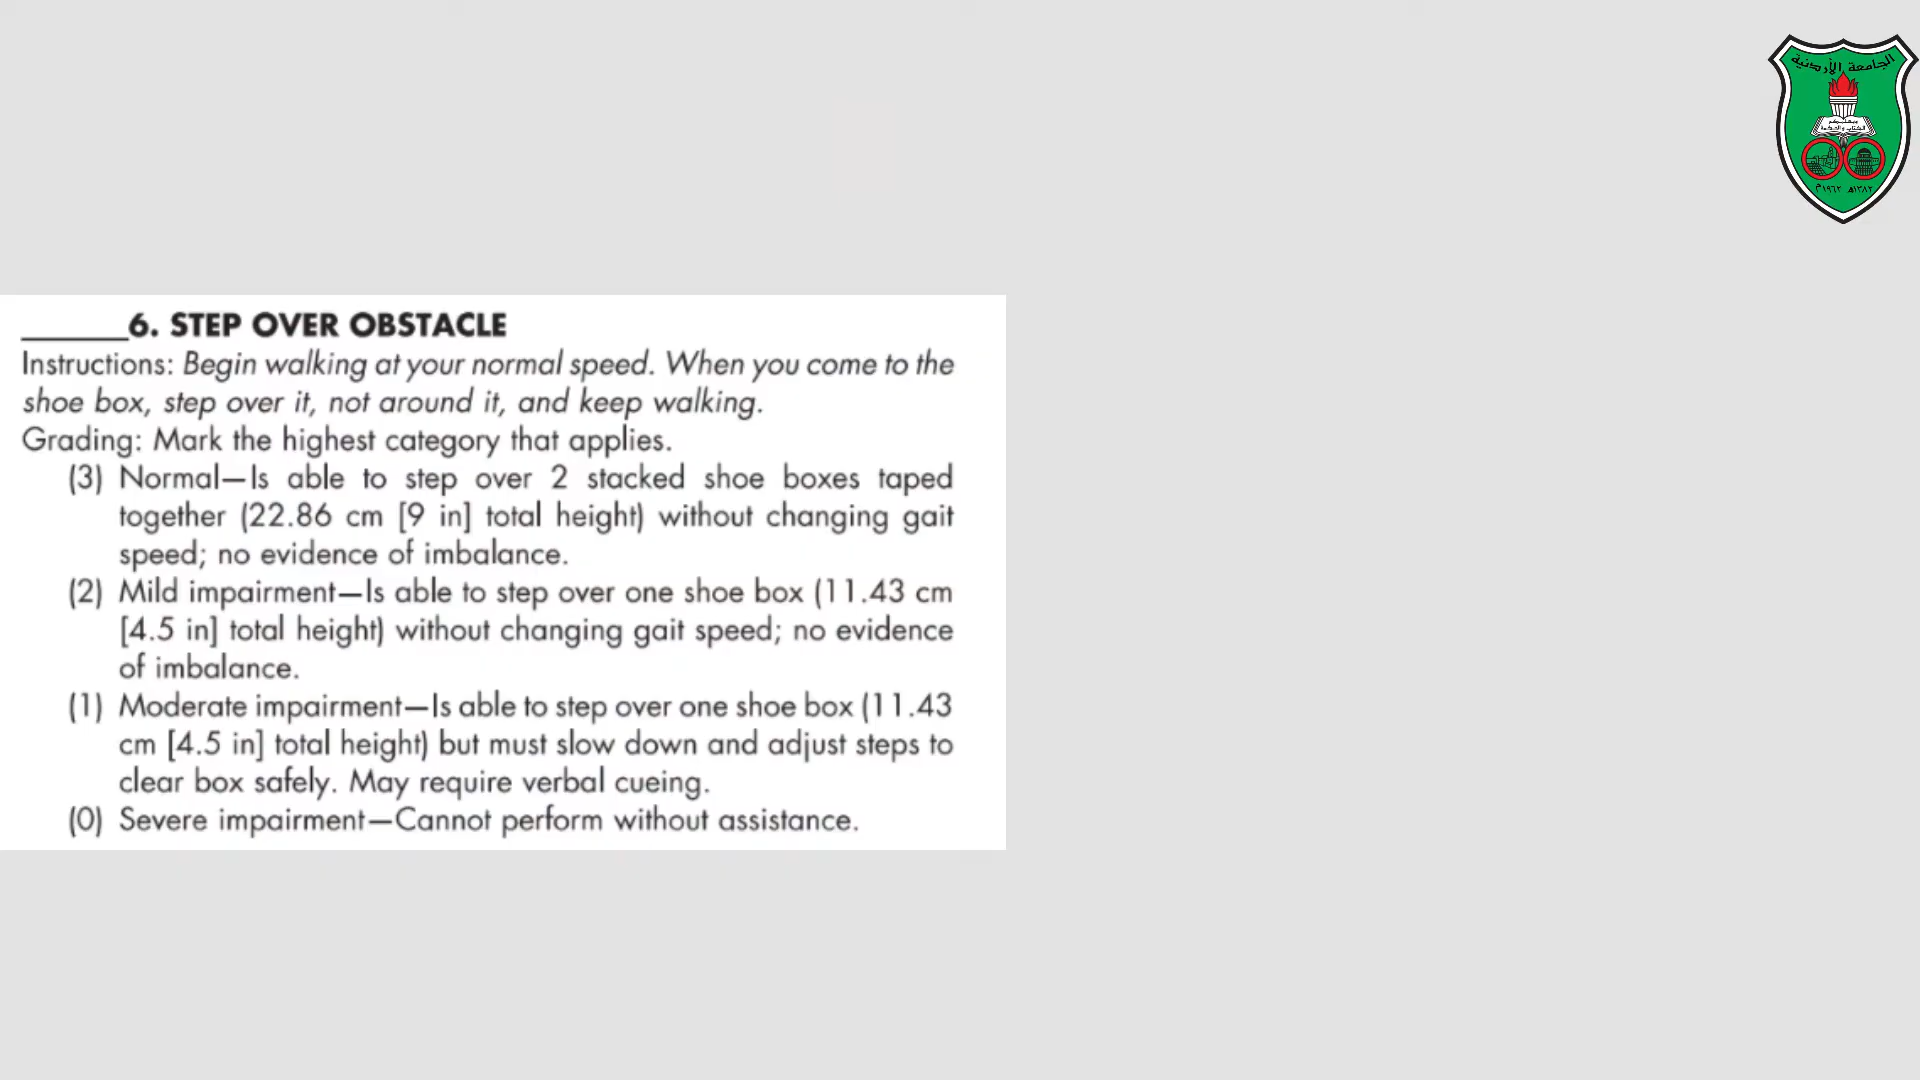 الجامعة الأردنية
______6. STEP OVER OBSTACLE
Instructions: Begin walking at your normal speed. When you come to the
shoe box, step over it, not around it, and keep walking.
Grading: Mark the highest category that applies.
(3) Normal—Is able to step over 2 stacked shoe boxes taped
together (22.86 cm [9 in] total height) without changing gait
speed; no evidence of imbalance.
(2) Mild impairment—Is able to step over one shoe box (11.43 cm
[4.5 in] total height) without changing gait speed; no evidence
of imbalance.
(1) Moderate impairment—Is able to step over one shoe box (11.43
cm [4.5 in] total height) but must slow down and adjust steps to
clear box safely. May require verbal cueing.
(0) Severe impairment—Cannot perform without assistance.